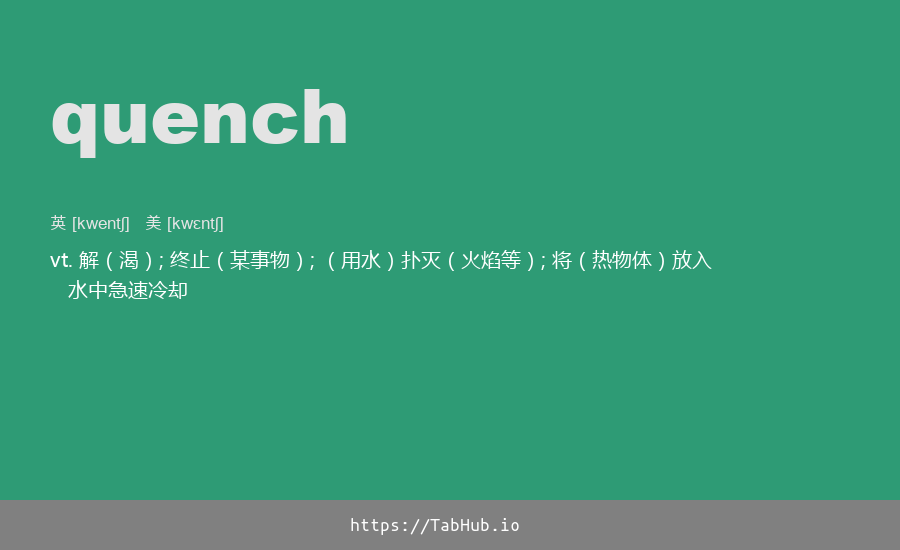 quench
英 [kwentʃ] 美 [kwɛntʃ]
vt. 解 ( 渴 ) ; 终止 ( 某事物 ) ; ( 用水 ) 扑灭 ( 火焰等 ) ; 将 ( 热物体 ) 放入
水中急速冷却
https://TabHub.io